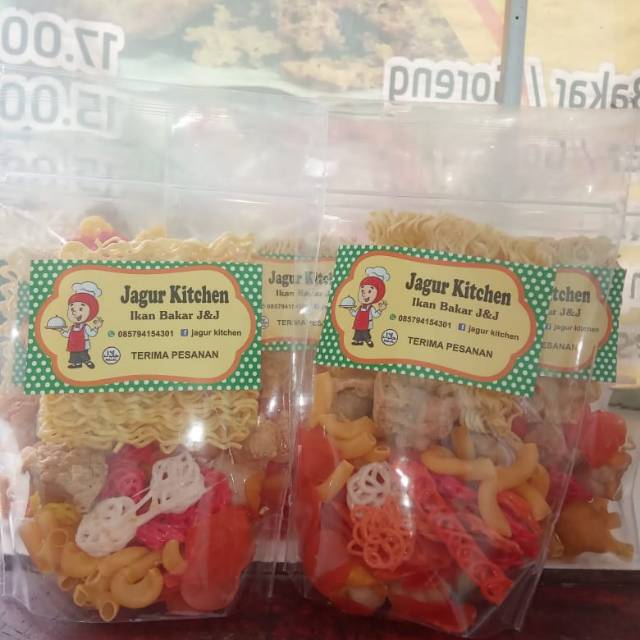 17.00
15.00
Bakar / Goreng
Jagur Kitchen
Ikan Bakar J&J
085794154301 jagur kitchen
TERIMA PESANAN
Jagur Kitchen
Ikan Bakar J&J
085794154301 jagur kitchen
TERIMA PESANAN